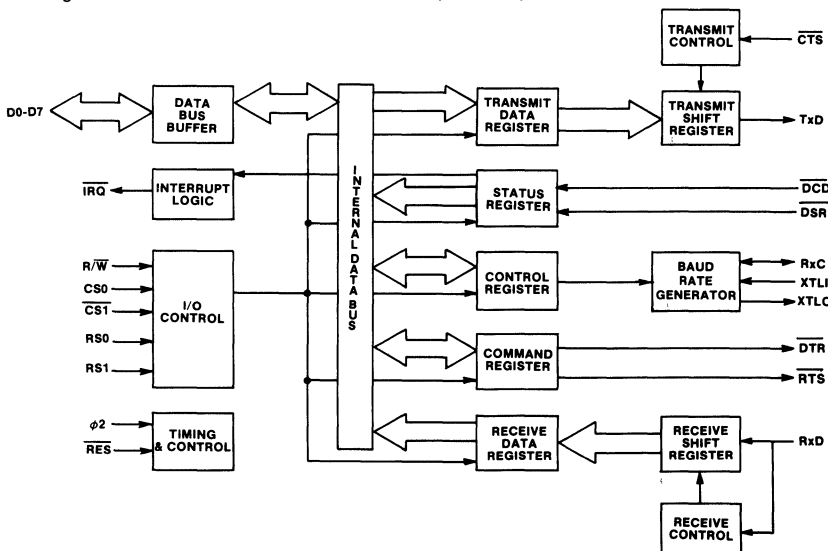 TRANSMIT
CONTROL
CTS
D0-D7
DATA
BUS
BUFFER
TRANSMIT
DATA
REGISTER
TRANSMIT
SHIFT
REGISTER
TxD
INTERNAL DATA BUS
IRQ
INTERRUPT
LOGIC
STATUS
REGISTER
DCD
DSR
R/W
CS0
CS1
RS0
RS1
I/O
CONTROL
CONTROL
REGISTER
BAUD
RATE
GENERATOR
RxC
XTLI
XTLO
COMMAND
REGISTER
DTR
RTS
φ2
RES
TIMING
& CONTROL
RECEIVE
DATA
REGISTER
RECEIVE
SHIFT
REGISTER
RxD
RECEIVE
CONTROL